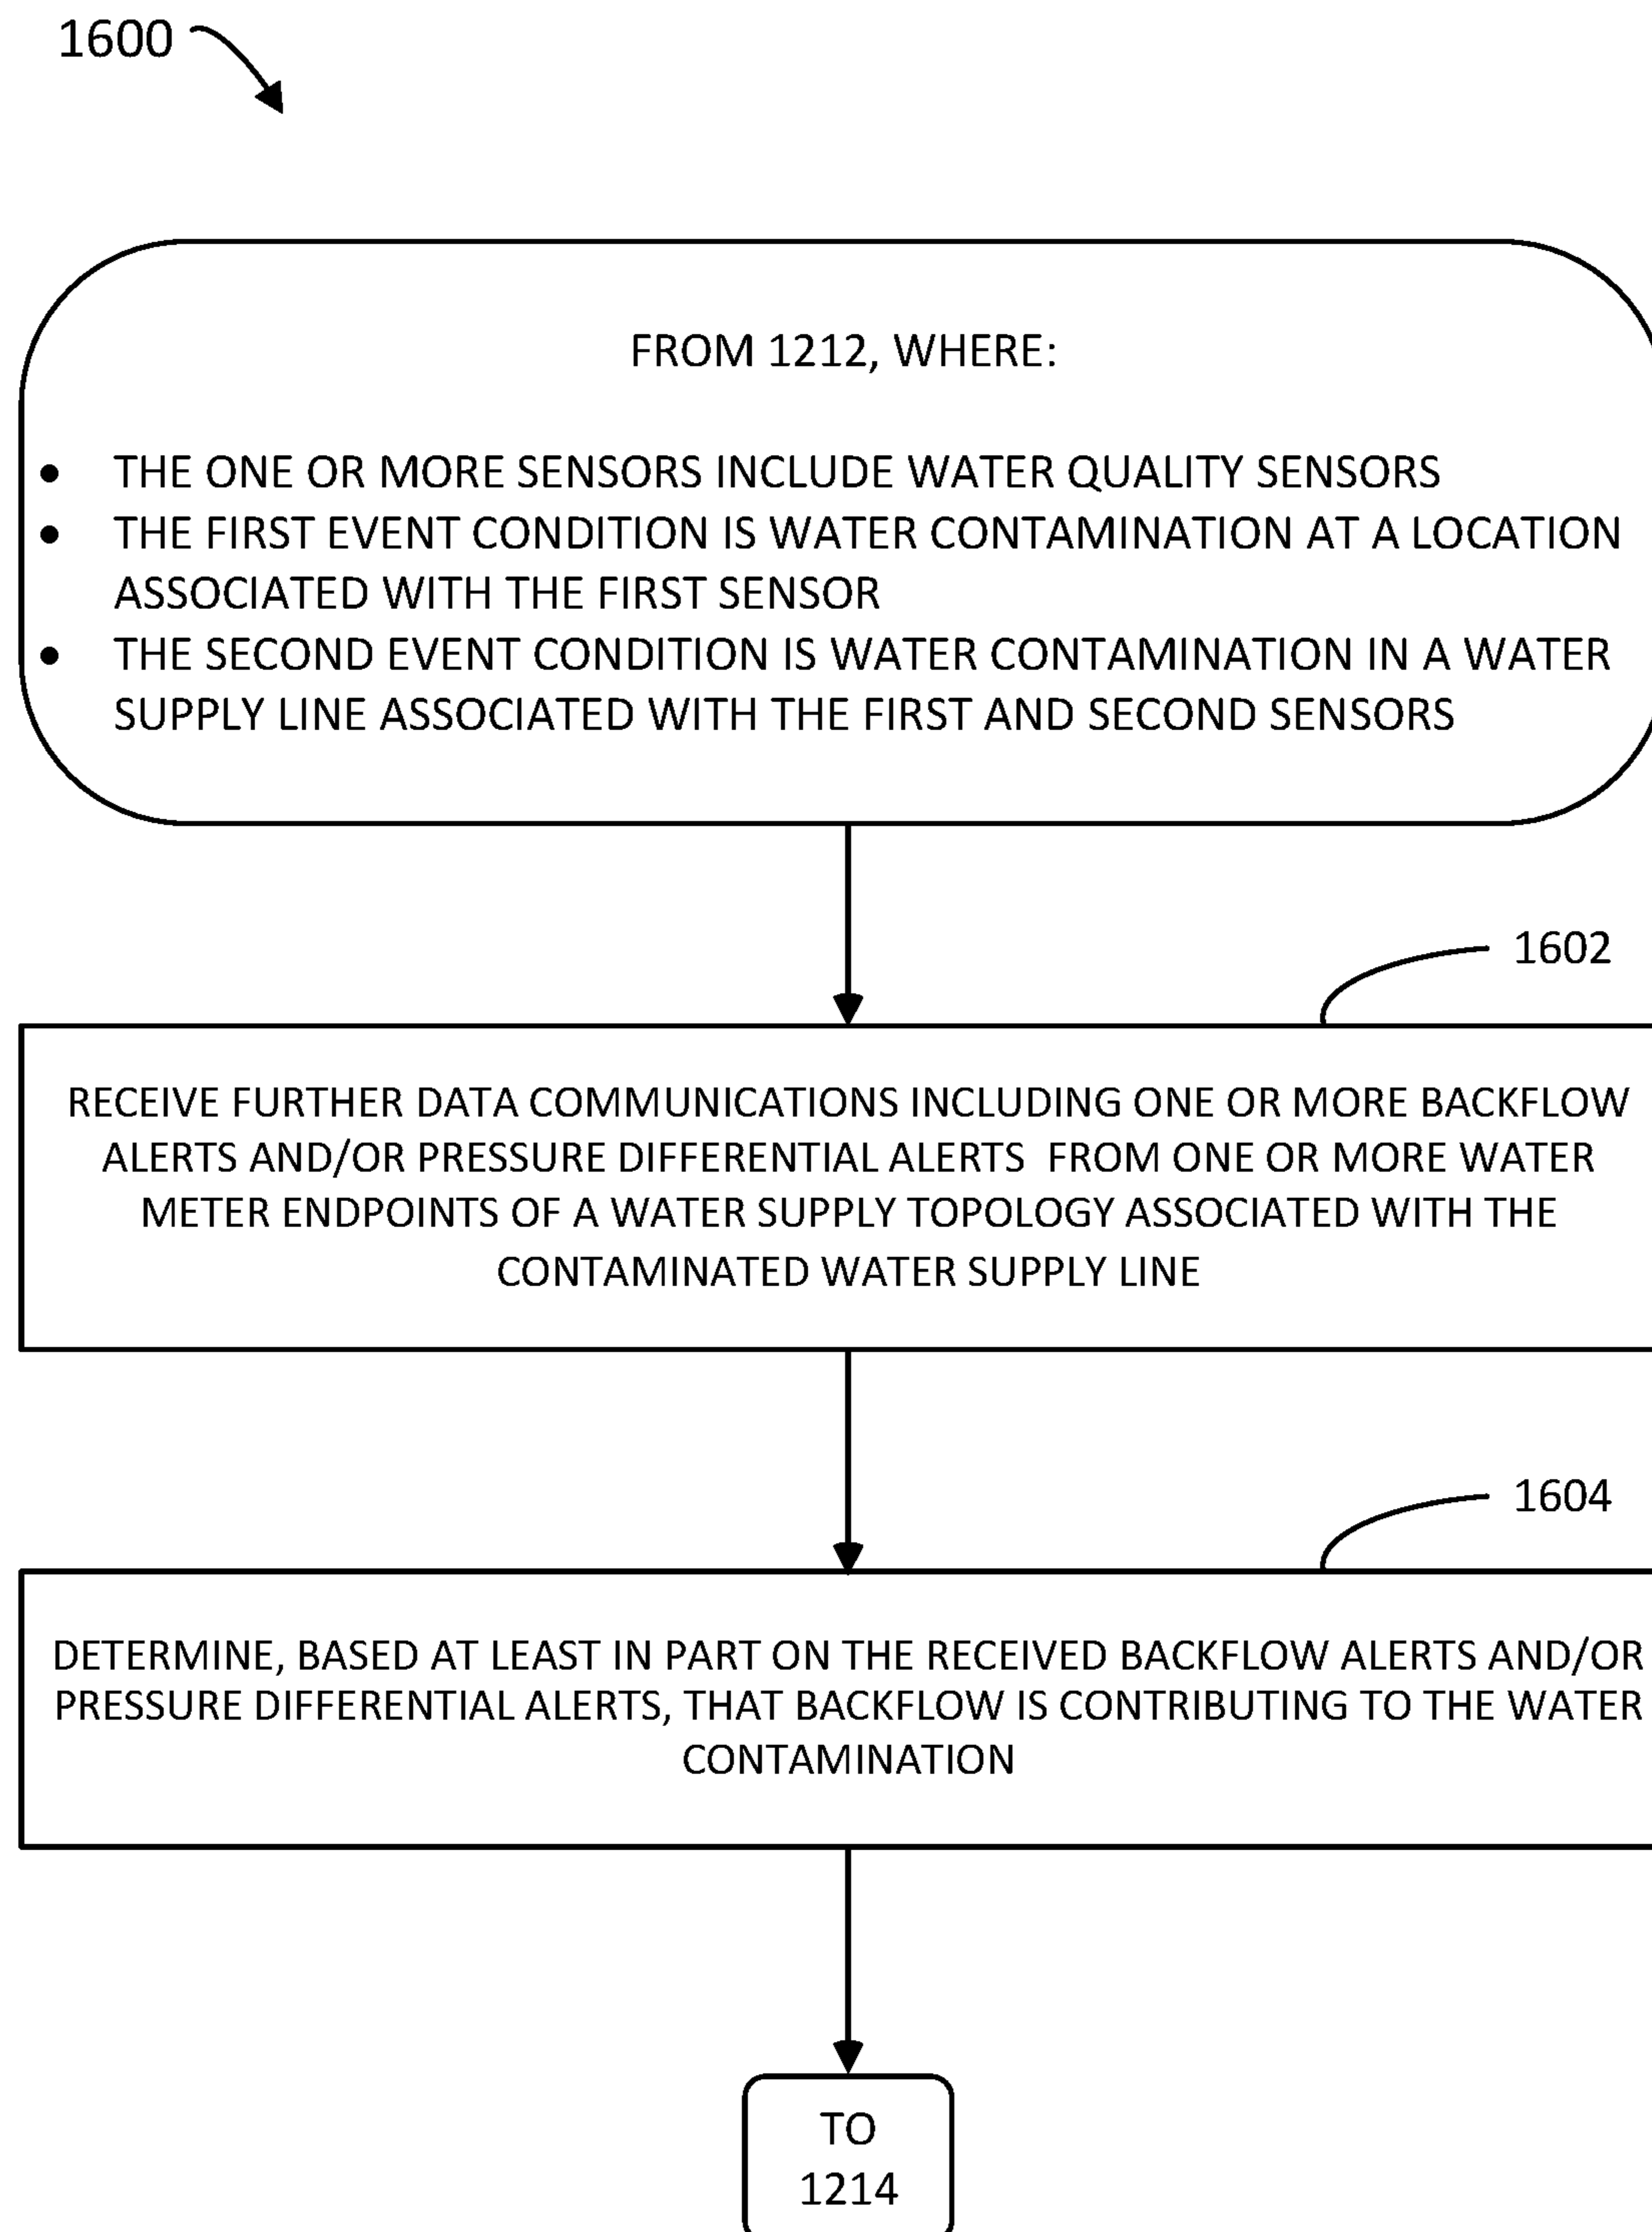 1600
FROM 1212, WHERE:
• THE ONE OR MORE SENSORS INCLUDE WATER QUALITY SENSORS
• THE FIRST EVENT CONDITION IS WATER CONTAMINATION AT A LOCATION
ASSOCIATED WITH THE FIRST SENSOR
• THE SECOND EVENT CONDITION IS WATER CONTAMINATION IN A WATER
SUPPLY LINE ASSOCIATED WITH THE FIRST AND SECOND SENSORS
1602
RECEIVE FURTHER DATA COMMUNICATIONS INCLUDING ONE OR MORE BACKFLOW
ALERTS AND/OR PRESSURE DIFFERENTIAL ALERTS FROM ONE OR MORE WATER
METER ENDPOINTS OF A WATER SUPPLY TOPOLOGY ASSOCIATED WITH THE
CONTAMINATED WATER SUPPLY LINE
1604
DETERMINE, BASED AT LEAST IN PART ON THE RECEIVED BACKFLOW ALERTS AND/OR
PRESSURE DIFFERENTIAL ALERTS, THAT BACKFLOW IS CONTRIBUTING TO THE WATER
CONTAMINATION
TO
1214